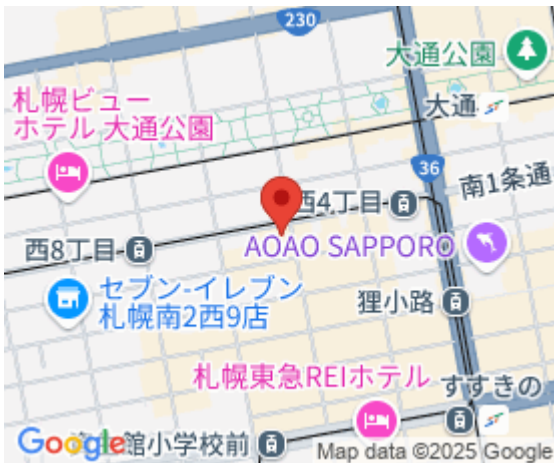 230
大通公園
札幌ビュー
ホテル 大通公園
大通
36
南1条通
西4丁目
西8丁目
AOAO SAPPORO
セブン-イレブン
札幌南2西9店
狸小路
札幌東急REIホテル
すすきの
Google
館小学校前
Map data ©2025 Google